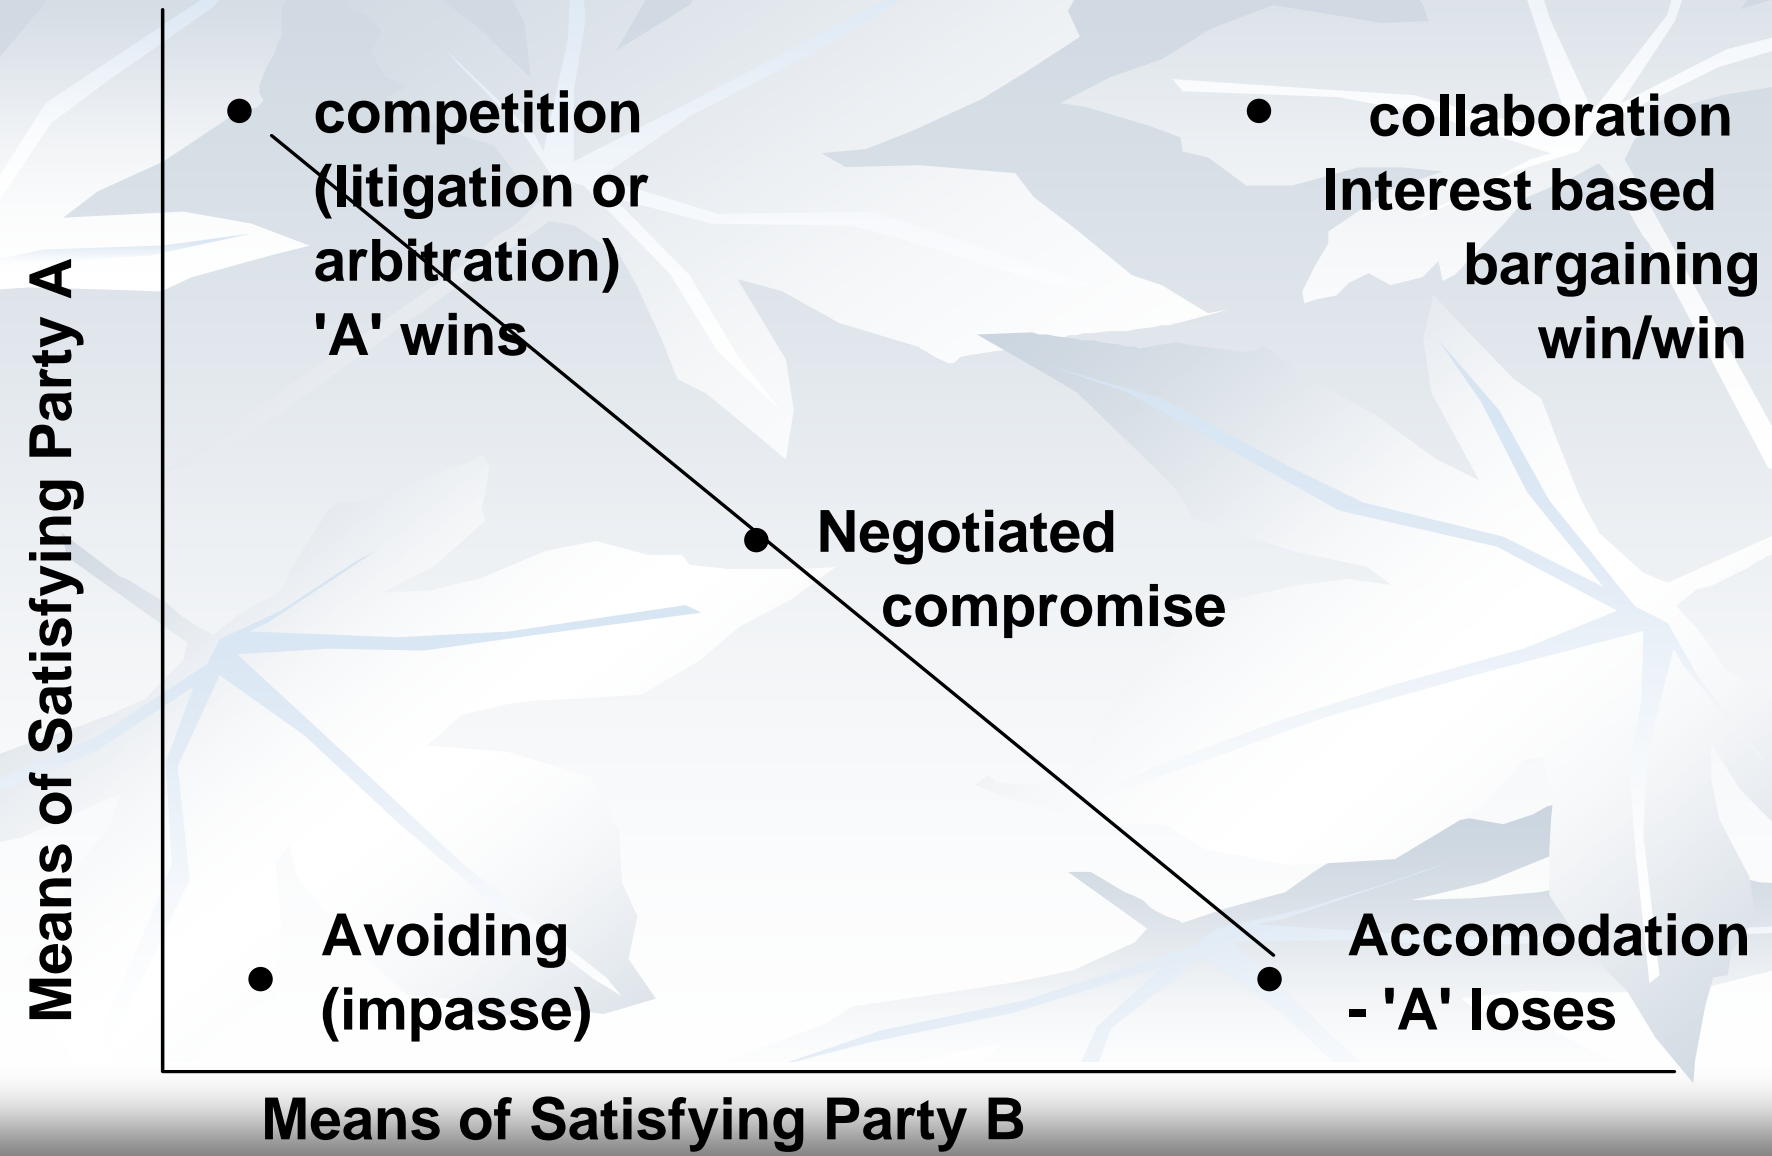 competition
(litigation or
arbitration)
'A' wins
collaboration
Interest based
bargaining
win/win
Means of Satisfying Party A
Negotiated
compromise
Avoiding
(impasse)
Accomodation
- 'A' loses
Means of Satisfying Party B